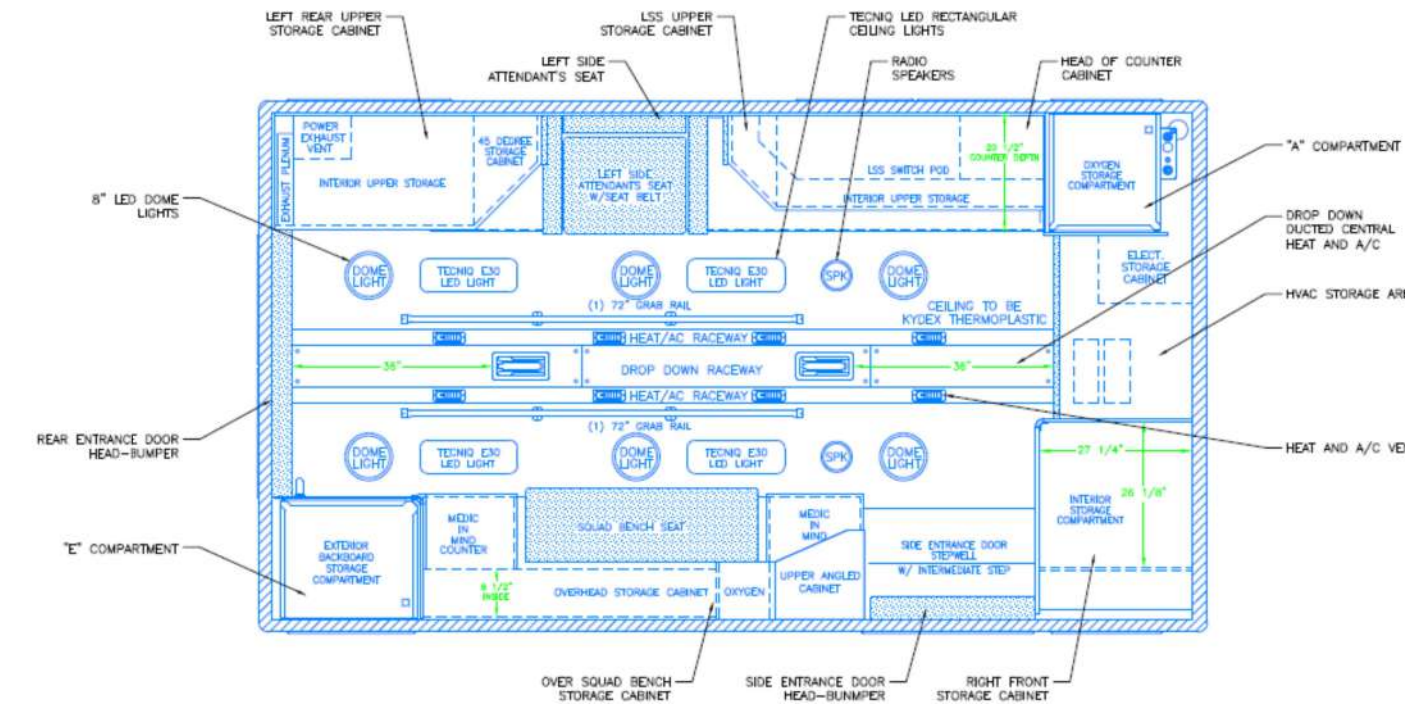 LEFT REAR UPPER
STORAGE CABINET
LSS UPPER
STORAGE CABINET
TECNIQ LED RECTANGULAR
CEILING LIGHTS
LEFT SIDE
ATTENDANT'S SEAT
RADIO
SPEAKERS
HEAD OF COUNTER
CABINET
8" LED DOME
LIGHTS
EXHAUST PLENUM
POWER
EXHAUST
VENT
INTERIOR UPPER STORAGE
45 DEGREE
STORAGE
CABINET
LEFT SIDE
ATTENDANT'S SEAT
W/SEAT BELT
LSS SWITCH POD
INTERIOR UPPER STORAGE
1/2"
COUNTER DEPTH
OXYGEN
STORAGE
COMPARTMENT
"A" COMPARTMENT
DROP DOWN
DUCTED CENTRAL
HEAT AND A/C
ELECT.
STORAGE
CABINET
HVAC STORAGE ARE
DOME
LIGHT
TECNIQ E30
LED LIGHT
DOME
LIGHT
TECNIQ E30
LED LIGHT
SPK
DOME
LIGHT
(1) 72" GRAB RAIL
CEILING TO BE
KYDEX THERMOPLASTIC
HEAT/AC RACEWAY
36"
DROP DOWN RACEWAY
36"
HEAT/AC RACEWAY
(1) 72" GRAB RAIL
REAR ENTRANCE DOOR
HEAD-BUMPER
HEAT AND A/C VE
DOME
LIGHT
TECNIQ E30
LED LIGHT
DOME
LIGHT
TECNIQ E30
LED LIGHT
SPK
DOME
LIGHT
27 1/4"
26 1/8"
INTERIOR
STORAGE
COMPARTMENT
"E" COMPARTMENT
EXTERIOR
BACKBOARD
STORAGE
COMPARTMENT
MEDIC
IN
MIND
COUNTER
SQUAD BENCH SEAT
MEDIC
IN
MIND
SIDE ENTRANCE DOOR
STEPWELL
W/ INTERMEDIATE STEP
1/2"
INSIDE
OVERHEAD STORAGE CABINET
OXYGEN
UPPER ANGLED
CABINET
OVER SQUAD BENCH
STORAGE CABINET
SIDE ENTRANCE DOOR
HEAD-BUNMPER
RIGHT FRONT
STORAGE CABINET